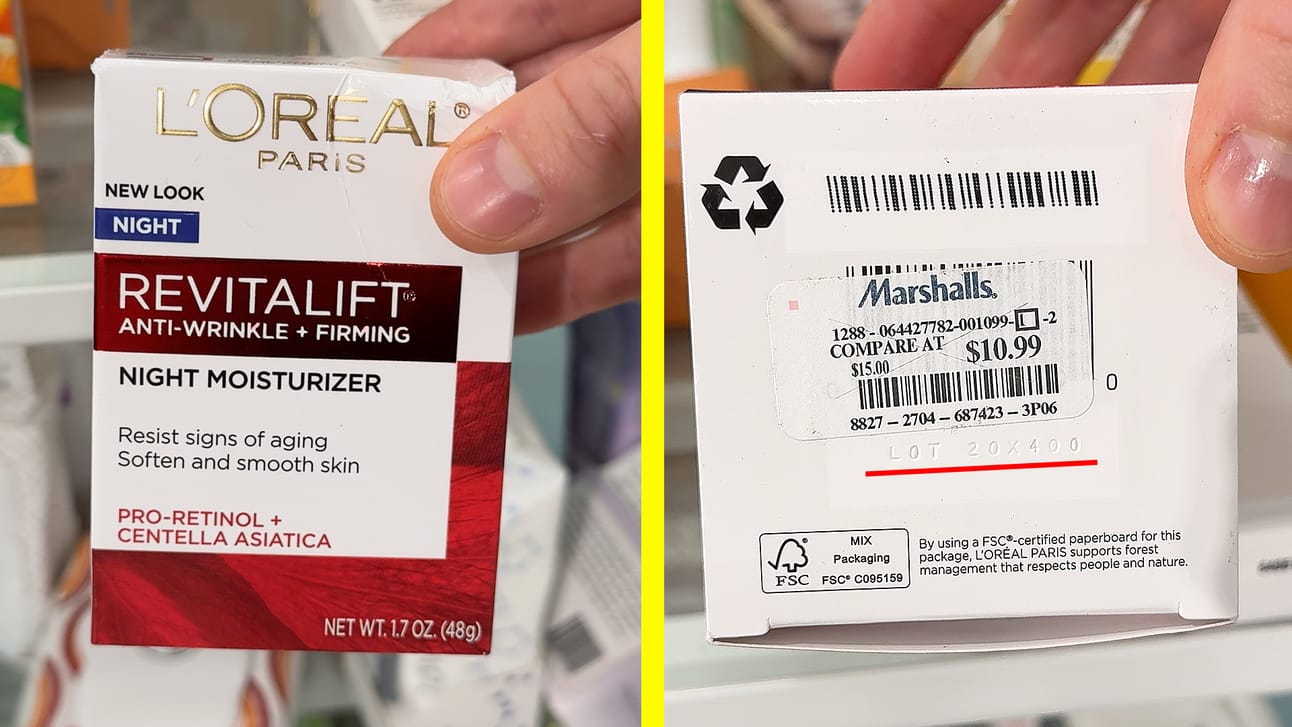 L'ORÉAL®
PARIS
NEW LOOK
NIGHT
REVITALIFT®
ANTI-WRINKLE + FIRMING
NIGHT MOISTURIZER
Resist signs of aging
Soften and smooth skin
PRO-RETINOL +
CENTELLA ASIATICA
NET WT. 1.7 OZ. (48g)
Marshalls®
1288 - 064427782-001099- -2
COMPARE AT $10.99
$15.00
8827 – 2704 – 687423 – 3P06
0
LOT 20X400
FSC
MIX
Packaging
FSC® C095159
By using a FSC®-certified paperboard for this
package, L'ORÉAL PARIS supports forest
management that respects people and nature.